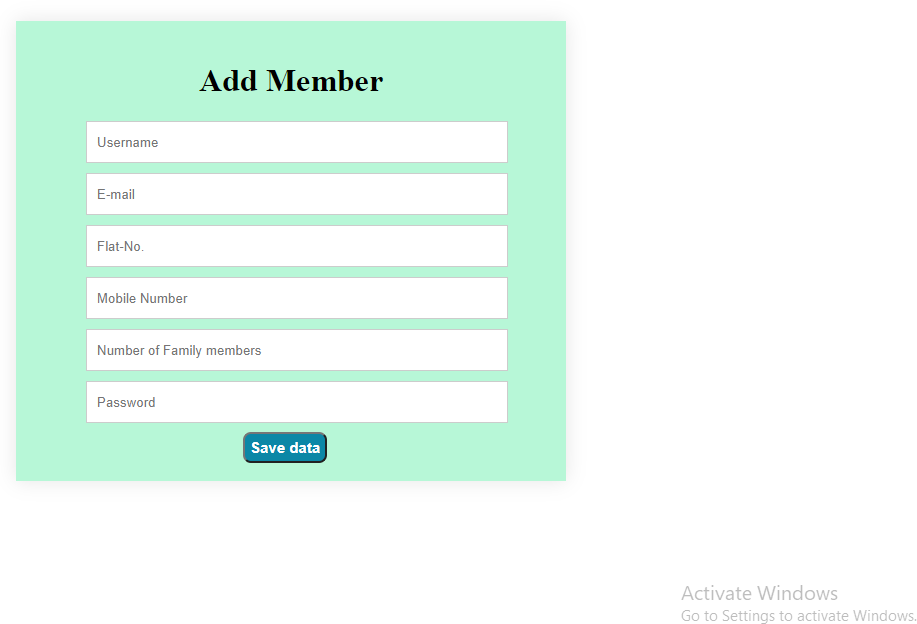 Add Member
Username
E-mail
Flat-No.
Mobile Number
Number of Family members
Password
Save data
Activate Windows
Go to Settings to activate Windows.